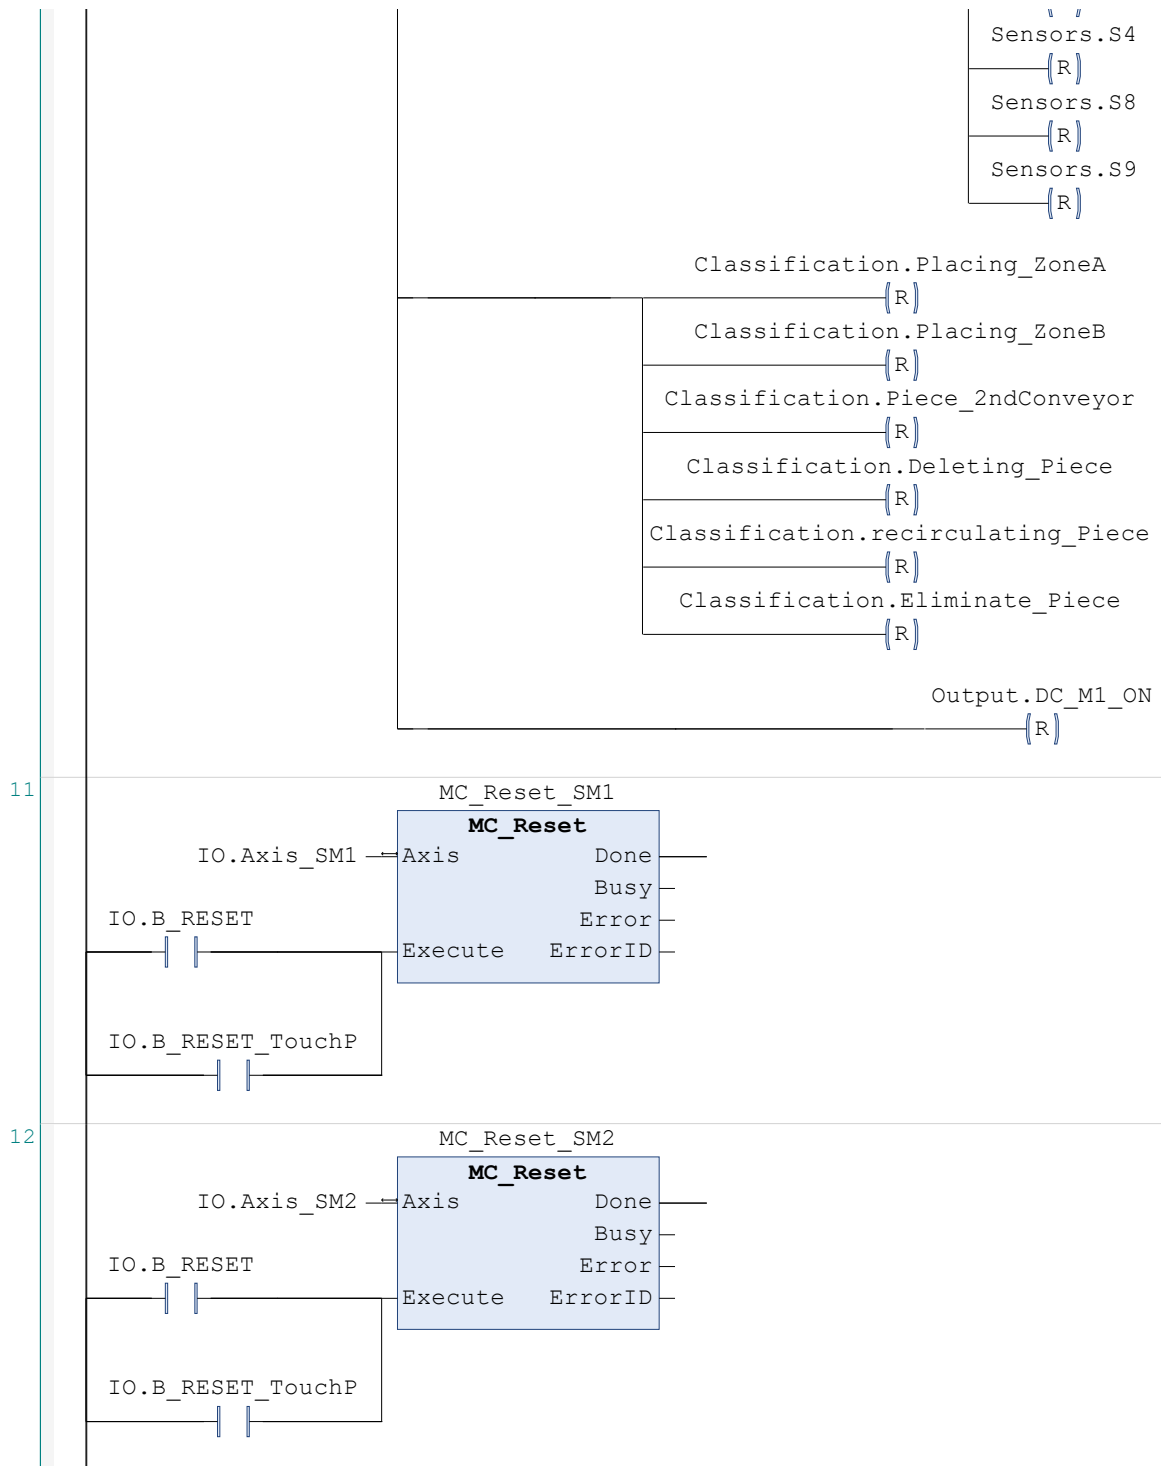 Sensors.S4
R
Sensors.S8
R
Sensors.S9
R
Classification.Placing_ZoneA
R
Classification.Placing_ZoneB
R
Classification.Piece_2ndConveyor
R
Classification.Deleting_Piece
R
Classification.recirculating_Piece
R
Classification.Eliminate_Piece
R
Output.DC_M1_ON
R
11
MC_Reset_SM1
MC_Reset
IO.Axis_SM1 Axis Done
Busy
IO.B_RESET Error
Execute ErrorID
IO.B_RESET_TouchP
12
MC_Reset_SM2
MC_Reset
IO.Axis_SM2 Axis Done
Busy
IO.B_RESET Error
Execute ErrorID
IO.B_RESET_TouchP